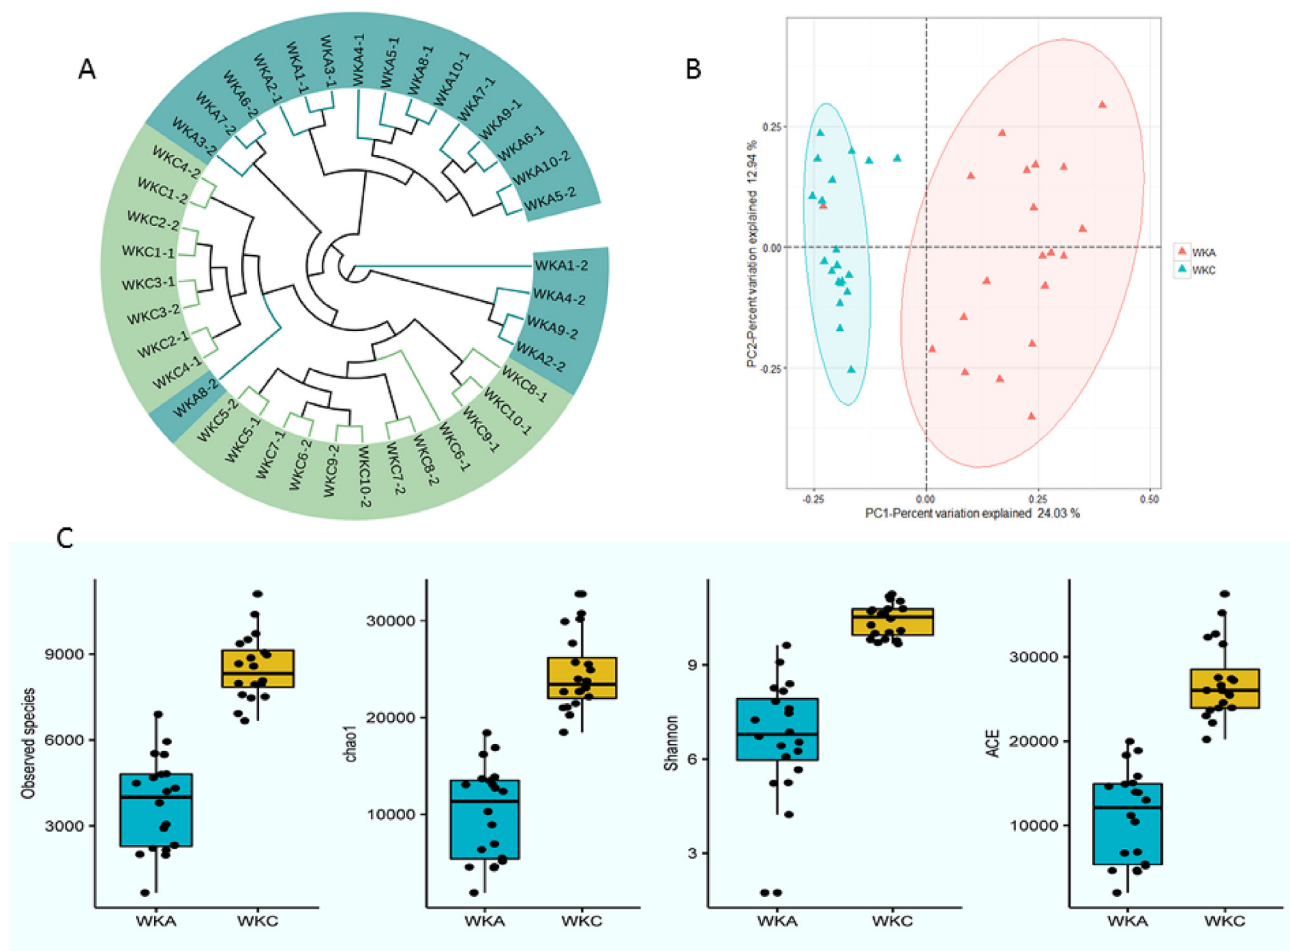 A
WKA3-2
WKA7-2
WKA6-2
WKA2-1
WKA1-1
WKA3-1
WKA4-1
WKA5-1
WKA8-1
WKA10-1
WKA7-1
WKA9-1
WKA6-1
WKA10-2
WKA5-2
WKA1-2
WKA4-2
WKA9-2
WKA2-2
WKC8-1
WKC10-1
WKC9-1
WKC6-1
WKC8-2
WKC7-2
WKC10-2
WKC9-2
WKC6-2
WKC7-1
WKC5-1
WKC5-2
WKA8-2
WKC4-1
WKC2-1
WKC3-2
WKC3-1
WKC1-1
WKC2-2
WKC1-2
WKC4-2
B
PC2-Percent variation explained 12.94 %
0.25
0.00
-0.25
-0.25
0.00
0.25
0.50
PC1-Percent variation explained 24.03 %
WKA
WKC
C
Observed species
9000
6000
3000
WKA
WKC
chao1
30000
20000
10000
WKA
WKC
Shannon
9
6
3
WKA
WKC
ACE
30000
20000
10000
WKA
WKC